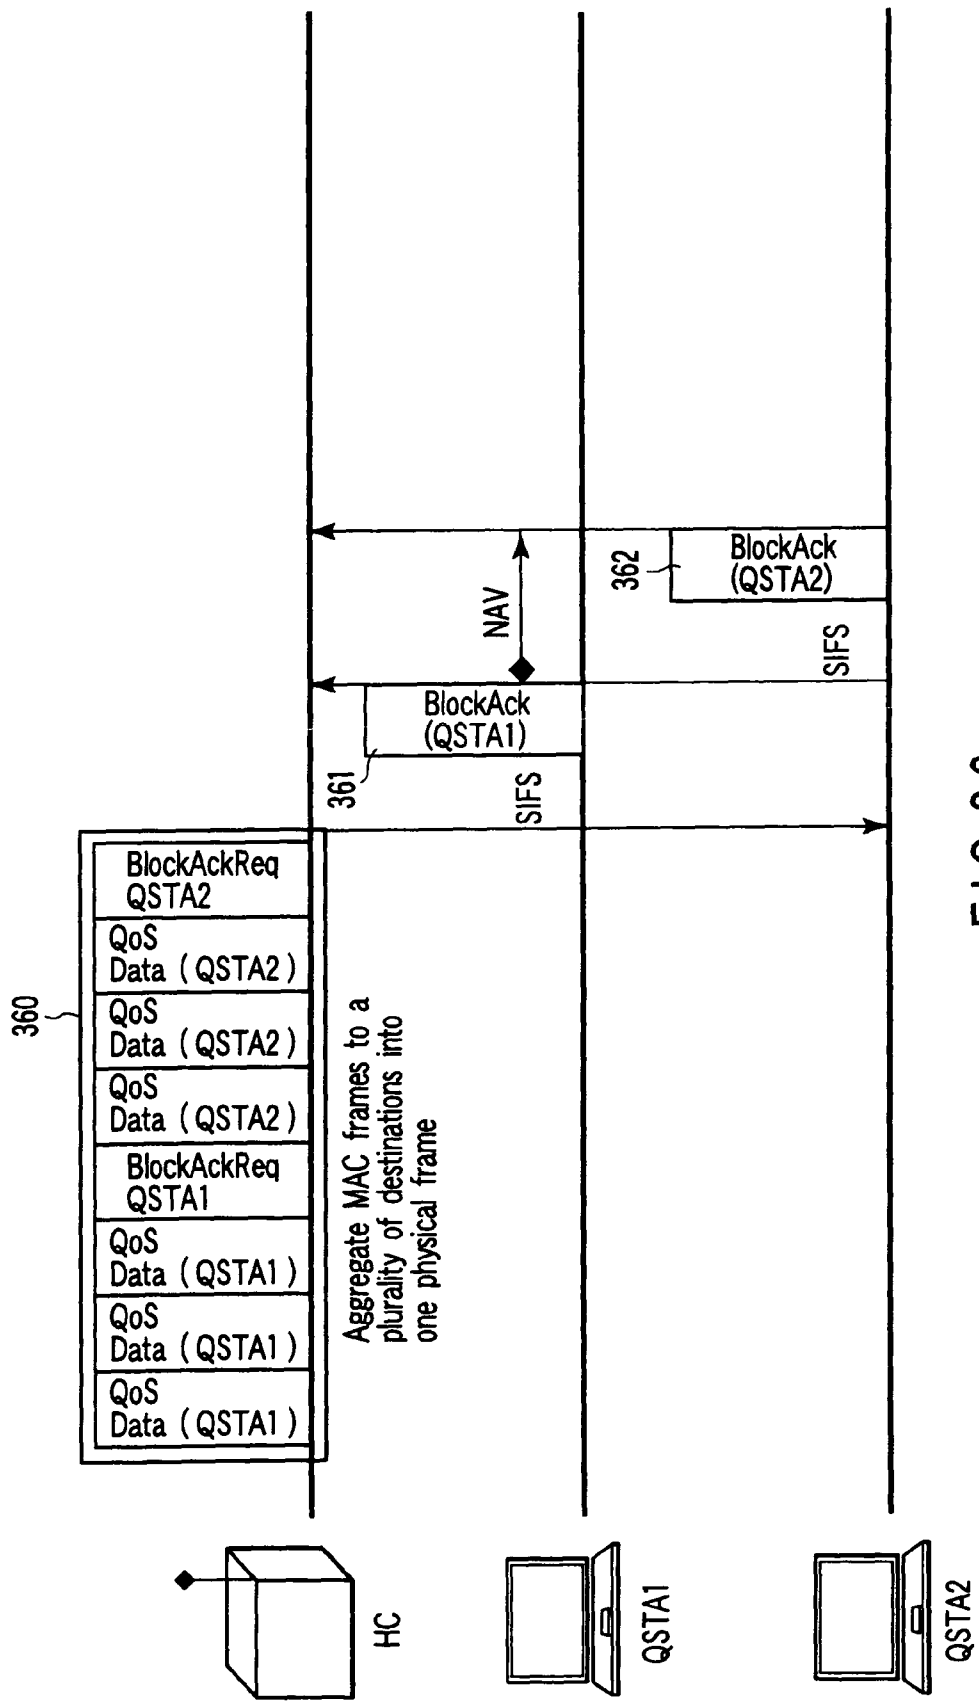 360
QoS
Data ( QSTA1 )
QoS
Data ( QSTA1 )
QoS
Data ( QSTA1 )
BlockAckReq
QSTA1
QoS
Data ( QSTA2 )
QoS
Data ( QSTA2 )
QoS
Data ( QSTA2 )
BlockAckReq
QSTA2
HC
Aggregate MAC frames to a
plurality of destinations into
one physical frame
361
SIFS
BlockAck
(QSTA1)
NAV
QSTA1
362
SIFS
BlockAck
(QSTA2)
QSTA2